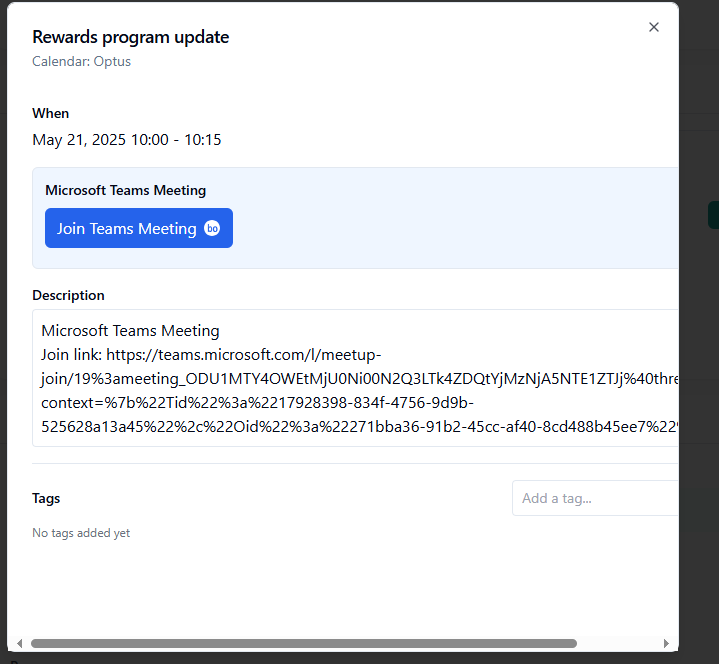 Rewards program update
Calendar: Optus
When
May 21, 2025 10:00 - 10:15
Microsoft Teams Meeting
Join Teams Meeting bo
Description
Microsoft Teams Meeting
Join link: https://teams.microsoft.com/l/meetup-
join/19%3ameeting_ODU1MTY4OWEtMjU0Ni00N2Q3LTk4ZDQtYjMzNjA5NTE1ZTJj%40thre
context=%7b%22Tid%22%3a%2217928398-834f-4756-9d9b-
525628a13a45%22%2c%22Oid%22%3a%22271bba36-91b2-45cc-af40-8cd488b45ee7%22%
Tags
Add a tag...
No tags added yet